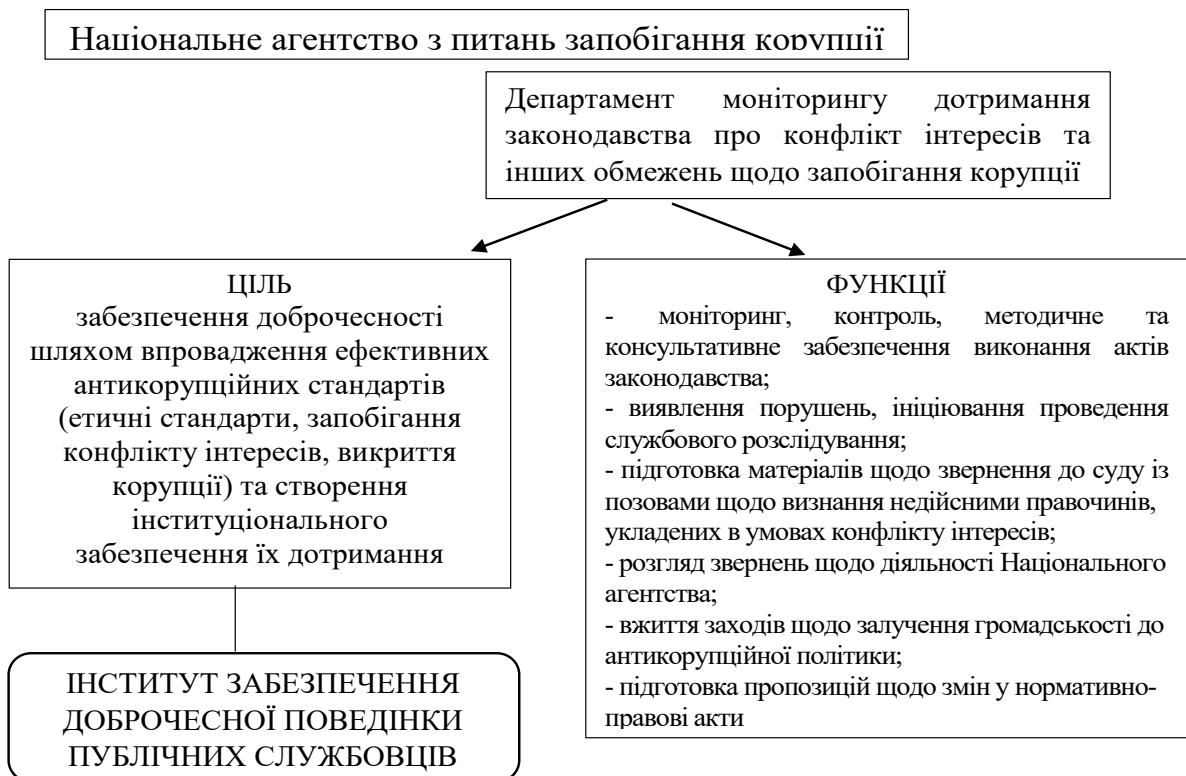 Національне агентство з питань запобігання корупції
Департамент моніторингу дотримання
законодавства про конфлікт інтересів та
інших обмежень щодо запобігання корупції
ЦІЛЬ
забезпечення доброчесності
шляхом впровадження ефективних
антикорупційних стандартів
(етичні стандарти, запобігання
конфлікту інтересів, викриття
корупції) та створення
інституціонального
забезпечення їх дотримання
ІНСТИТУТ ЗАБЕЗПЕЧЕННЯ
ДОБРОЧЕСНОЇ ПОВЕДІНКИ
ПУБЛІЧНИХ СЛУЖБОВЦІВ
ФУНКЦІЇ
- моніторинг, контроль, методичне та
консультативне забезпечення виконання актів
законодавства;
- виявлення порушень, ініціювання проведення
службового розслідування;
- підготовка матеріалів щодо звернення до суду із
позовами щодо визнання недійсними правочинів,
укладених в умовах конфлікту інтересів;
- розгляд звернень щодо діяльності Національного
агентства;
- вжиття заходів щодо залучення громадськості до
антикорупційної політики;
- підготовка пропозицій щодо змін у нормативно-
правові акти